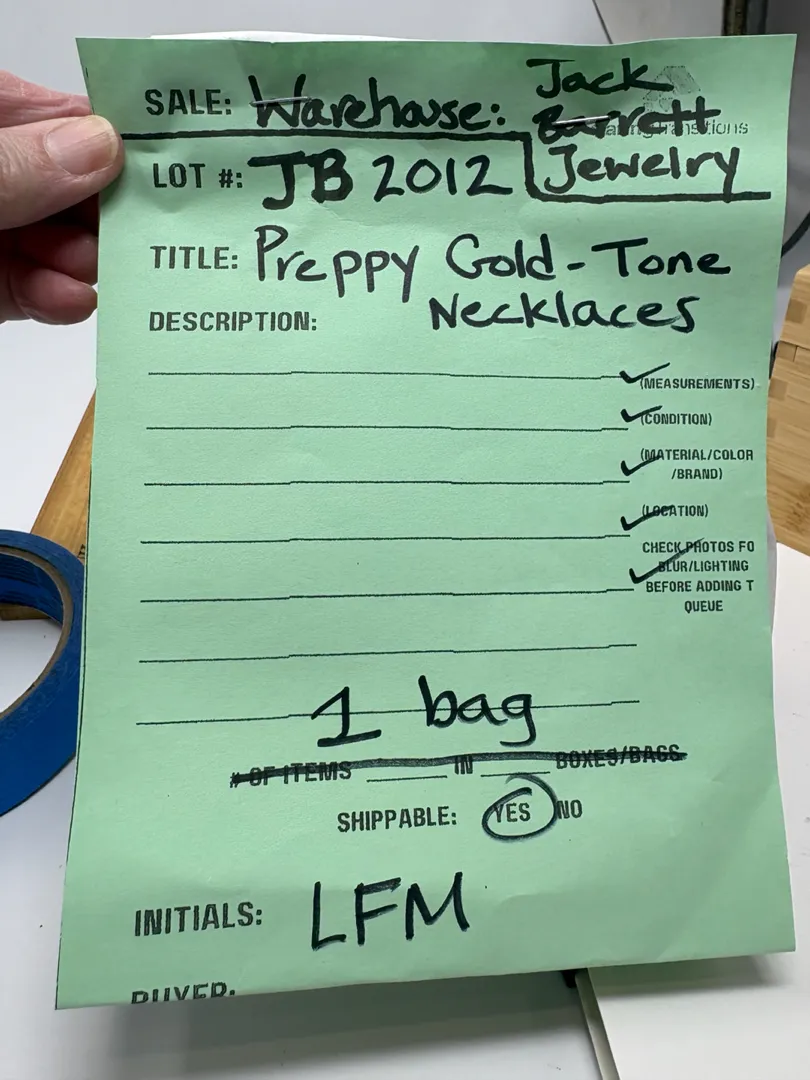 SALE: Warehouse: Jack
Barrett
LOT #: JB 2012 Jewelry
TITLE: Preppy Gold-Tone
Necklaces
DESCRIPTION:
(MEASUREMENTS)
(CONDITION)
(MATERIAL/COLOR
/BRAND)
(LOCATION)
CHECK PHOTOS FO
BLUR/LIGHTING
BEFORE ADDING T
QUEUE
1 bag
# OF ITEMS IN BOXES/BAGS
SHIPPABLE: YES NO
INITIALS: LFM
BUYER: